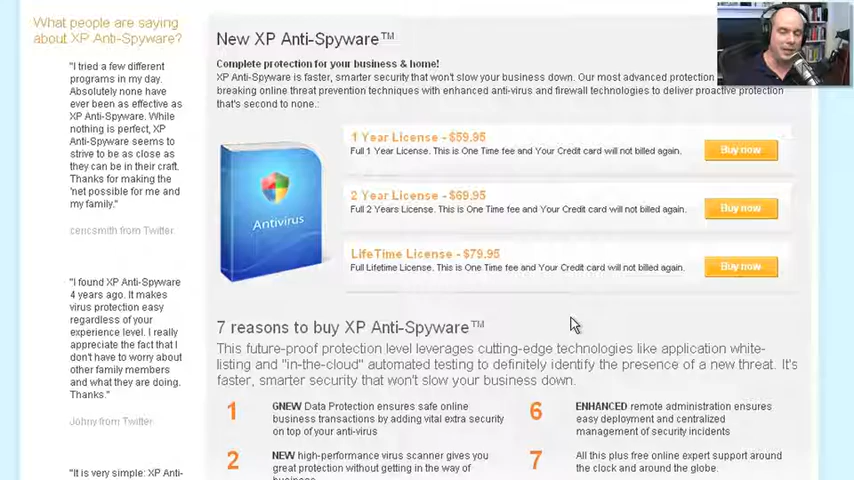 What people are saying
about XP Anti-Spyware?
"I tried a few different
programs in my day.
Absolutely none have
ever been as effective as
XP Anti-Spyware. While
nothing is perfect, XP
Anti-Spyware seems to
strive to be as close as
they can be in their craft.
Thanks for making the
'net possible for me and
my family."
cericsmith from Twitter
"I found XP Anti-Spyware
4 years ago. It makes
virus protection easy
regardless of your
experience level. I really
appreciate the fact that I
don't have to worry about
other family members
and what they are doing.
Thanks."
Johny from Twitter
"It is very simple: XP Anti-
New XP Anti-Spyware™
Complete protection for your business & home!
XP Anti-Spyware is faster, smarter security that won't slow your business down. Our most advanced protection
breaking online threat prevention techniques with enhanced anti-virus and firewall technologies to deliver proactive protection
that's second to none.:
Antivirus
1 Year License - $59.95
Full 1 Year License. This is One Time fee and Your Credit card will not billed again.
Buy now
2 Year License - $69.95
Full 2 Years License. This is One Time fee and Your Credit card will not billed again.
Buy now
LifeTime License - $79.95
Full Lifetime License. This is One Time fee and Your Credit card will not billed again.
Buy now
7 reasons to buy XP Anti-Spyware™
This future-proof protection level leverages cutting-edge technologies like application white-
listing and "in-the-cloud" automated testing to definitely identify the presence of a new threat. It's
faster, smarter security that won't slow your business down.
1 GNEW Data Protection ensures safe online
business transactions by adding vital extra security
on top of your anti-virus
2 NEW high-performance virus scanner gives you
great protection without getting in the way of
6 ENHANCED remote administration ensures
easy deployment and centralized
management of security incidents
7 All this plus free online expert support around
the clock and around the globe.